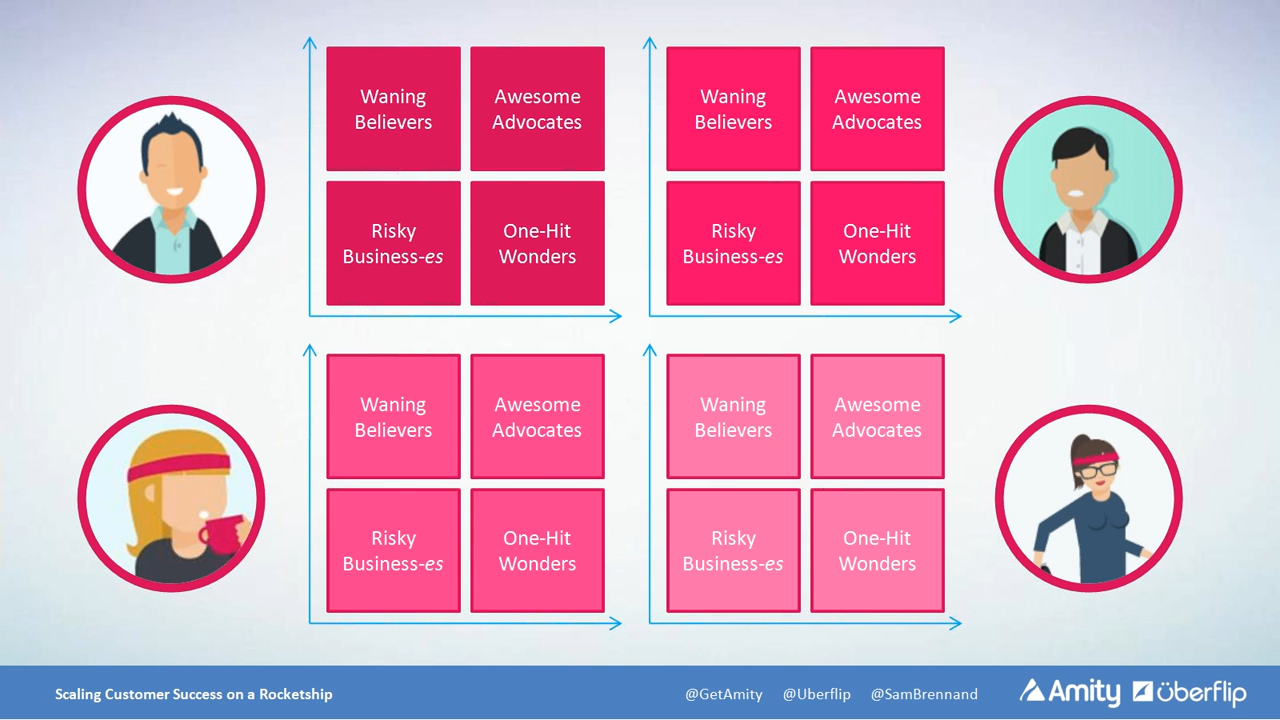 Waning
Believers
Awesome
Advocates
Risky
Business-es
One-Hit
Wonders
Waning
Believers
Awesome
Advocates
Risky
Business-es
One-Hit
Wonders
Waning
Believers
Awesome
Advocates
Risky
Business-es
One-Hit
Wonders
Waning
Believers
Awesome
Advocates
Risky
Business-es
One-Hit
Wonders
Scaling Customer Success on a Rocketship
@GetAmity @Uberflip @SamBrennand
Amity überflip